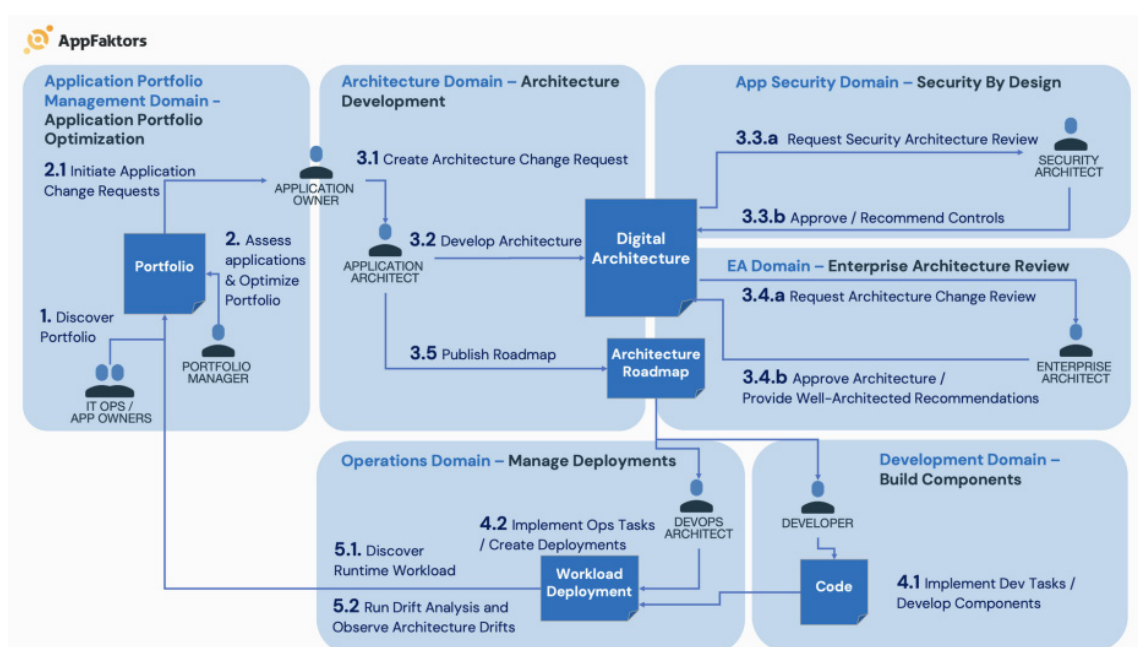 AppFaktors
Application Portfolio
Management Domain -
Application Portfolio
Optimization
2.1 Initiate Application
Change Requests
Portfolio
2. Assess
applications
& Optimize
Portfolio
1. Discover
Portfolio
PORTFOLIO
MANAGER
IT OPS /
APP OWNERS
APPLICATION
OWNER
Architecture Domain – Architecture
Development
3.1 Create Architecture Change Request
APPLICATION
ARCHITECT
3.2 Develop Architecture
Digital
Architecture
3.5 Publish Roadmap
Architecture
Roadmap
App Security Domain – Security By Design
3.3.a Request Security Architecture Review
SECURITY
ARCHITECT
3.3.b Approve / Recommend Controls
EA Domain – Enterprise Architecture Review
3.4.a Request Architecture Change Review
ENTERPRISE
ARCHITECT
3.4.b Approve Architecture /
Provide Well-Architected Recommendations
Operations Domain – Manage Deployments
4.2 Implement Ops Tasks
/ Create Deployments
DEVOPS
ARCHITECT
5.1. Discover
Runtime Workload
Workload
Deployment
5.2 Run Drift Analysis and
Observe Architecture Drifts
Development Domain –
Build Components
DEVELOPER
Code
4.1 Implement Dev Tasks /
Develop Components